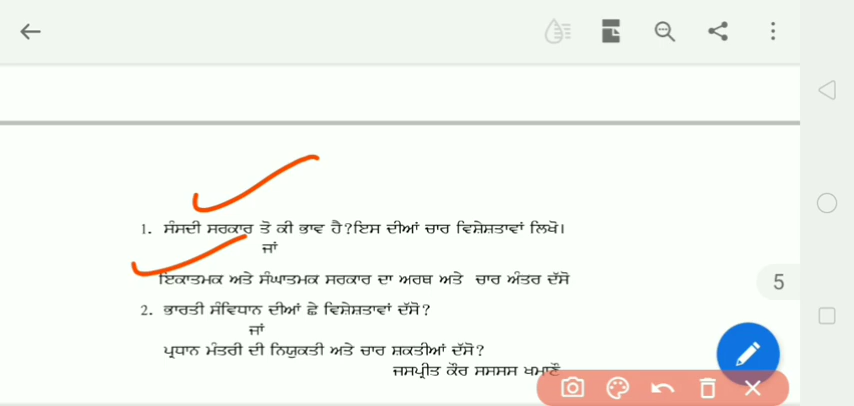 1. ਸੰਸਦੀ ਸਰਕਾਰ ਤੋ ਕੀ ਭਾਵ ਹੈ?ਇਸ ਦੀਆਂ ਚਾਰ ਵਿਸ਼ੇਸ਼ਤਾਵਾਂ ਲਿਖੋ।
ਜਾਂ
ਇਕਾਤਮਕ ਅਤੇ ਸੰਘਾਤਮਕ ਸਰਕਾਰ ਦਾ ਅਰਥ ਅਤੇ ਚਾਰ ਅੰਤਰ ਦੱਸੋ
5
2. ਭਾਰਤੀ ਸੰਵਿਧਾਨ ਦੀਆਂ ਛੇ ਵਿਸ਼ੇਸ਼ਤਾਵਾਂ ਦੱਸੋ?
ਜਾਂ
ਪ੍ਰਧਾਨ ਮੰਤਰੀ ਦੀ ਨਿਯੁਕਤੀ ਅਤੇ ਚਾਰ ਸ਼ਕਤੀਆਂ ਦੱਸੋ?
ਜਸਪ੍ਰੀਤ ਕੌਰ ਸਸਸਸ ਖਮਾਣੋਂ